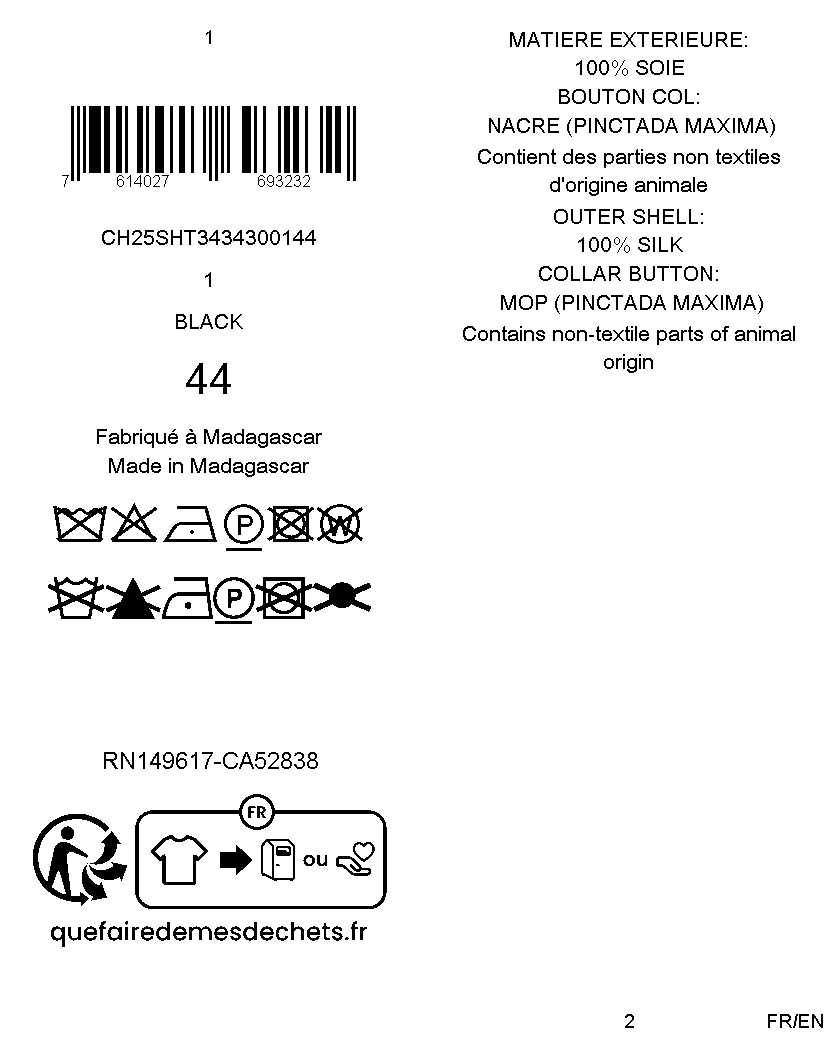 1
7 614027 693232
CH25SHT3434300144
1
BLACK
44
Fabriqué à Madagascar
Made in Madagascar
P
W
P
RN149617-CA52838
FR
ou
quefairedemesdechets.fr
MATIERE EXTERIEURE:
100% SOIE
BOUTON COL:
NACRE (PINCTADA MAXIMA)
Contient des parties non textiles
d'origine animale
OUTER SHELL:
100% SILK
COLLAR BUTTON:
MOP (PINCTADA MAXIMA)
Contains non-textile parts of animal
origin
2
FR/EN